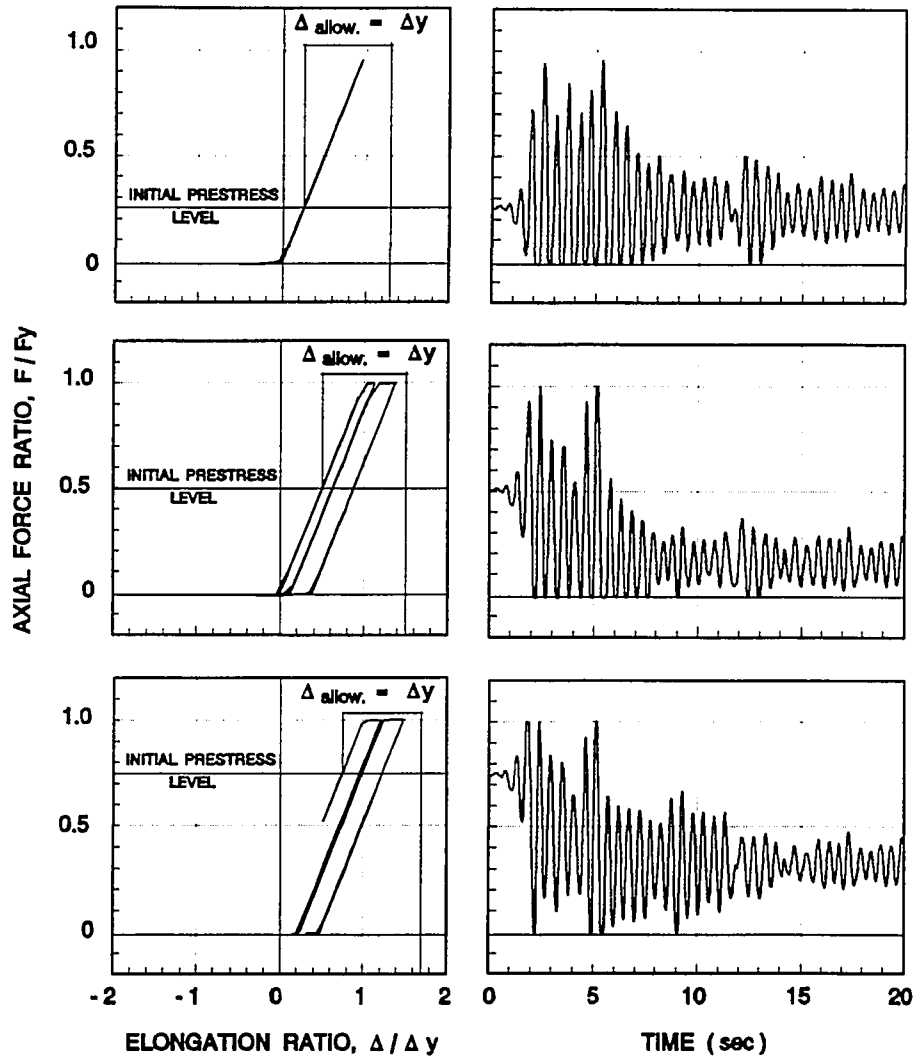 Δ allow. = Δy
1.0
0.5
INITIAL PRESTRESS
LEVEL
0
Δ allow. = Δy
1.0
INITIAL PRESTRESS
0.5
LEVEL
0
Δ allow. = Δy
1.0
INITIAL PRESTRESS
LEVEL
0.5
0
AXIAL FORCE RATIO, F/Fy
-2 -1 0 1 2
0 5 10 15 20
ELONGATION RATIO, Δ/Δy
TIME (sec)